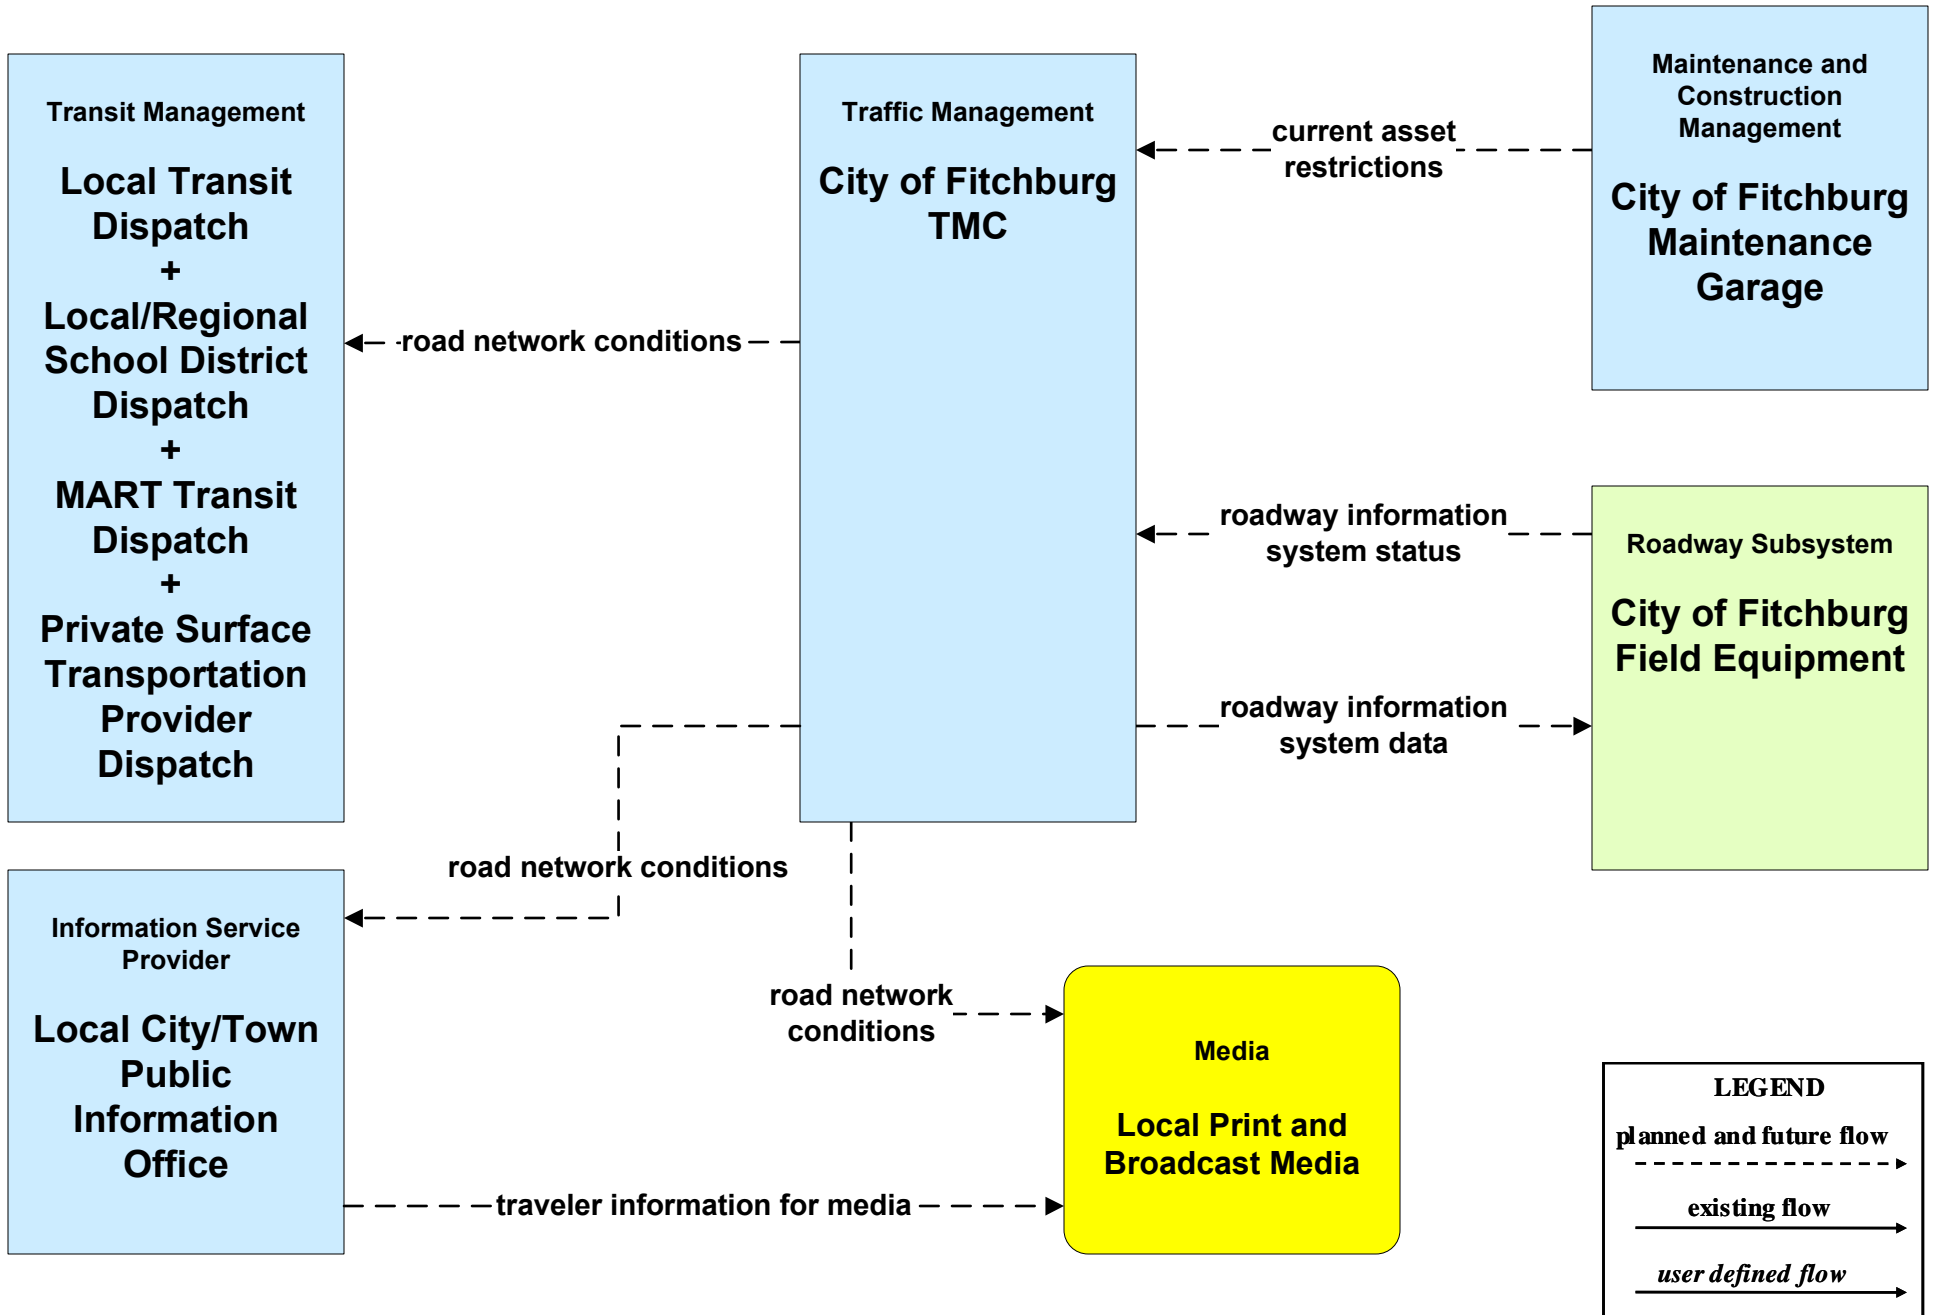 Transit Management
Local Transit
Dispatch
+
Local/Regional
School District
Dispatch
+
MART Transit
Dispatch
+
Private Surface
Transportation
Provider
Dispatch
Traffic Management
City of Fitchburg
TMC
Maintenance and
Construction
Management
City of Fitchburg
Maintenance
Garage
current asset
restrictions
road network conditions
roadway information
system status
Roadway Subsystem
City of Fitchburg
Field Equipment
roadway information
system data
road network conditions
Information Service
Provider
Local City/Town
Public
Information
Office
road network
conditions
Media
Local Print and
Broadcast Media
traveler information for media
LEGEND
planned and future flow
existing flow
user defined flow